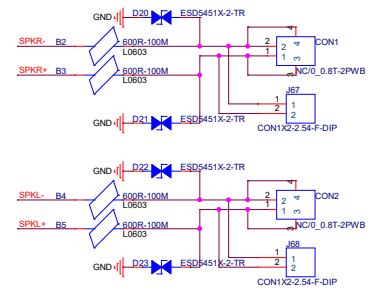 D20 ESD5451X-2-TR
GND
4
SPKR- B2 600R-100M 2 2 4 CON1
L0603 1 1 3
SPKR+ B3 600R-100M 3 NC/0_0.8T-2PWB
L0603 J67
1 1
2 2
D21 ESD5451X-2-TR CON1X2-2.54-F-DIP
GND
D22 ESD5451X-2-TR
GND
4
SPKL- B4 600R-100M 2 2 4 CON2
L0603 1 1 3
SPKL+ B5 600R-100M 3 NC/0_0.8T-2PWB
L0603 J68
1 1
2 2
D23 ESD5451X-2-TR
GND CON1X2-2.54-F-DIP